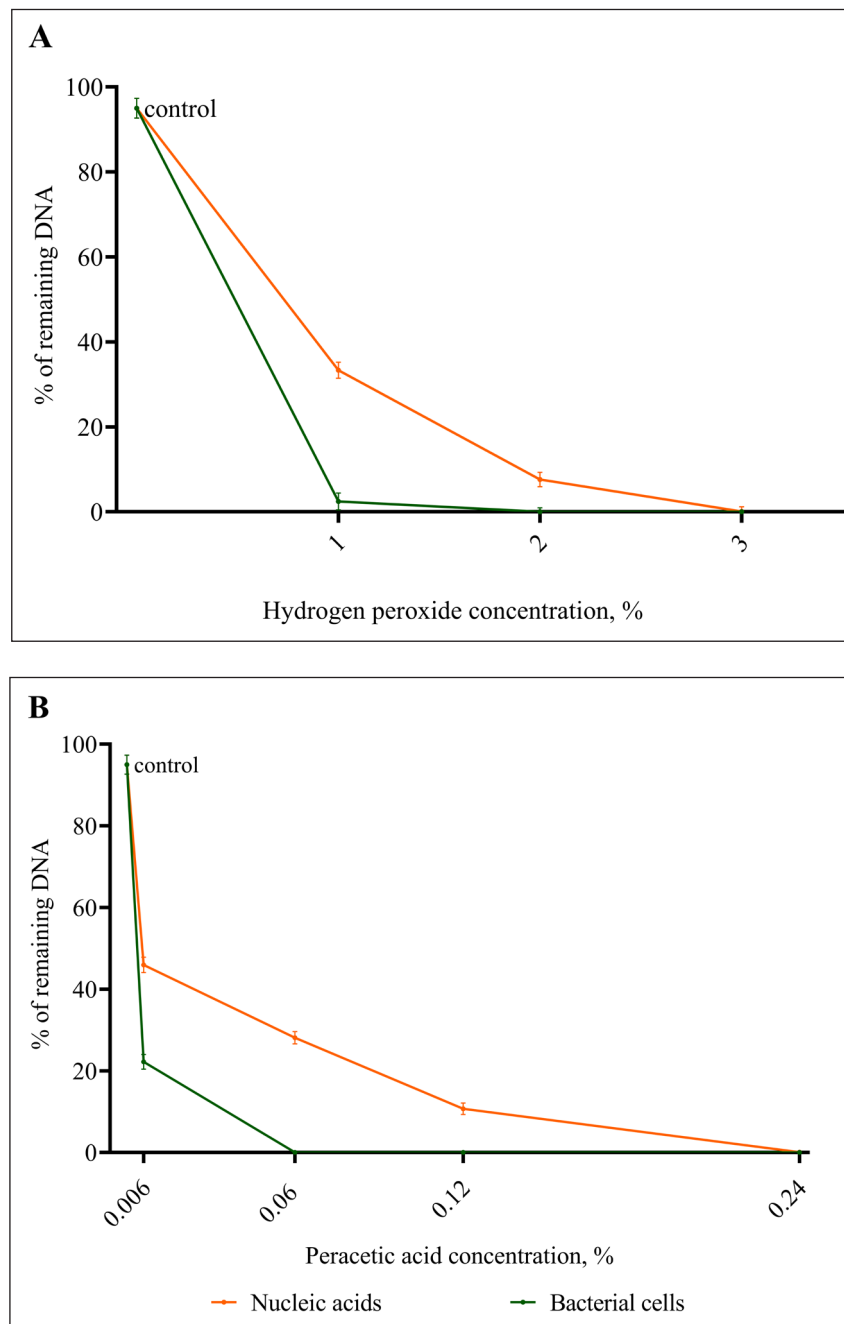 A
100
control
80
60
40
20
0
% of remaining DNA
1
2
3
Hydrogen peroxide concentration, %
B
100
control
80
60
40
20
0
% of remaining DNA
0.006
0.06
0.12
0.24
Peracetic acid concentration, %
Nucleic acids
Bacterial cells